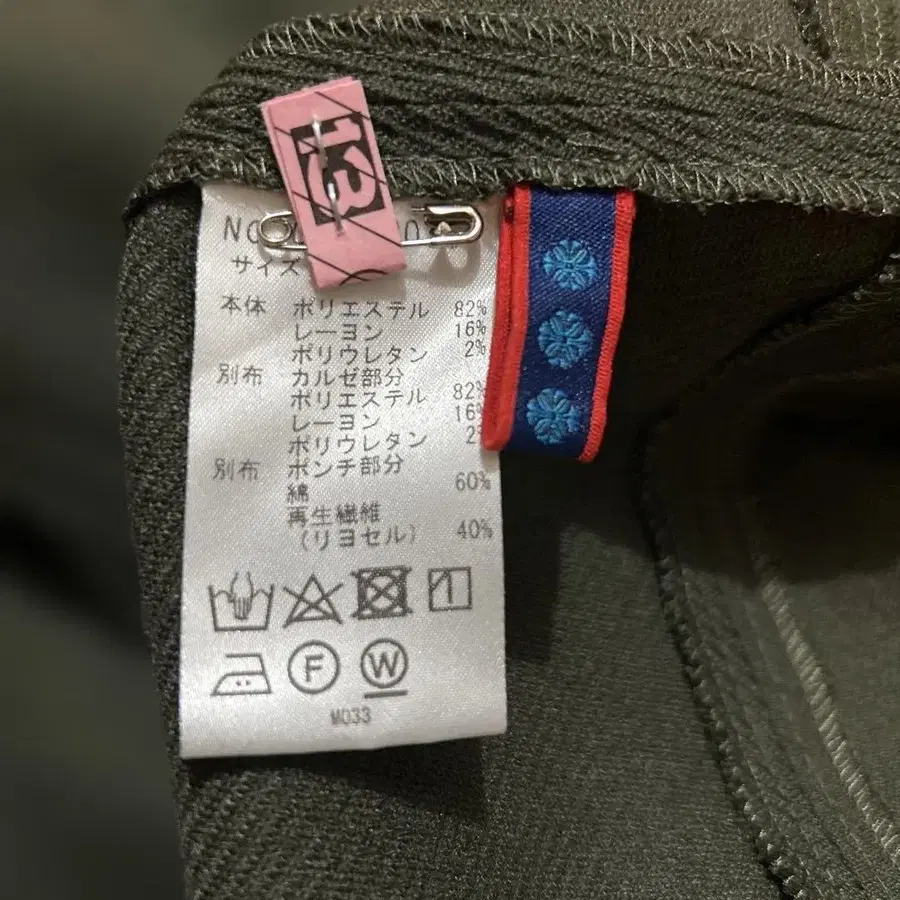 13
サイズ
本体 ポリエステル 82%
レーヨン 16%
ポリウレタン 2%
別布 カルゼ部分
ポリエステル 82%
レーヨン 16%
ポリウレタン 2%
別布 ポンチ部分
綿 60%
再生繊維
(リヨセル) 40%
F W
M033